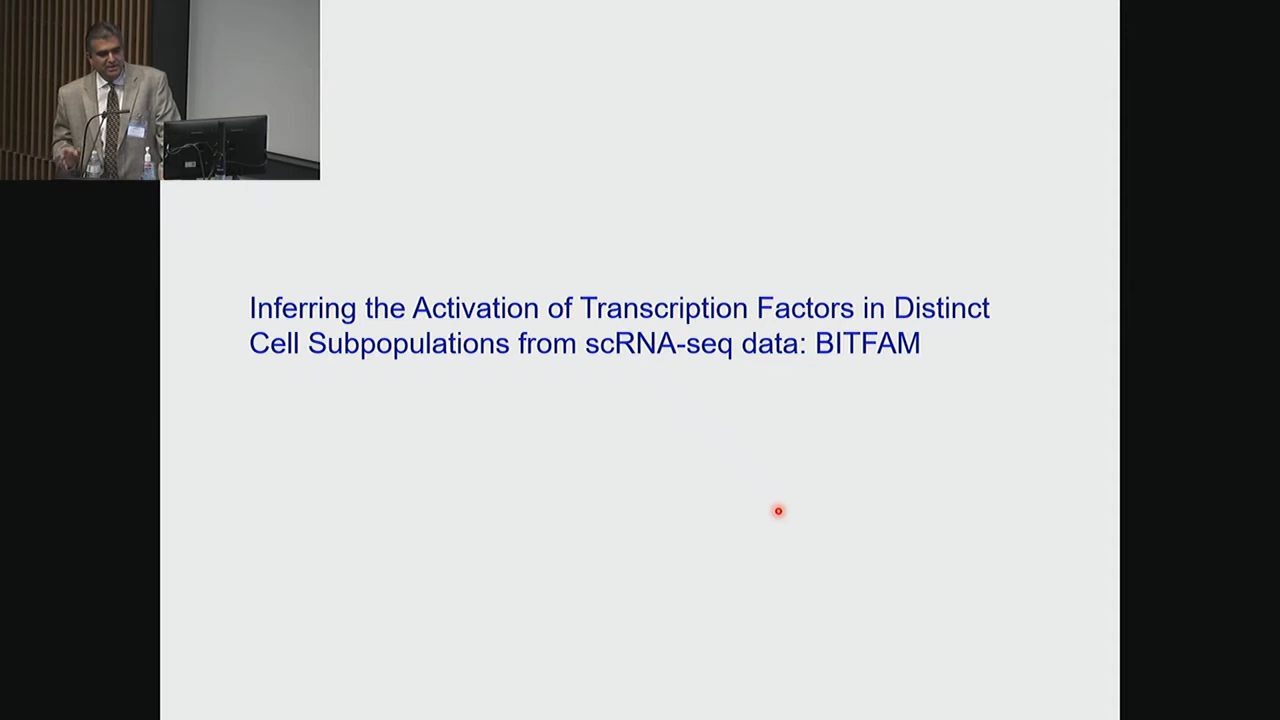 Inferring the Activation of Transcription Factors in Distinct
Cell Subpopulations from scRNA-seq data: BITFAM